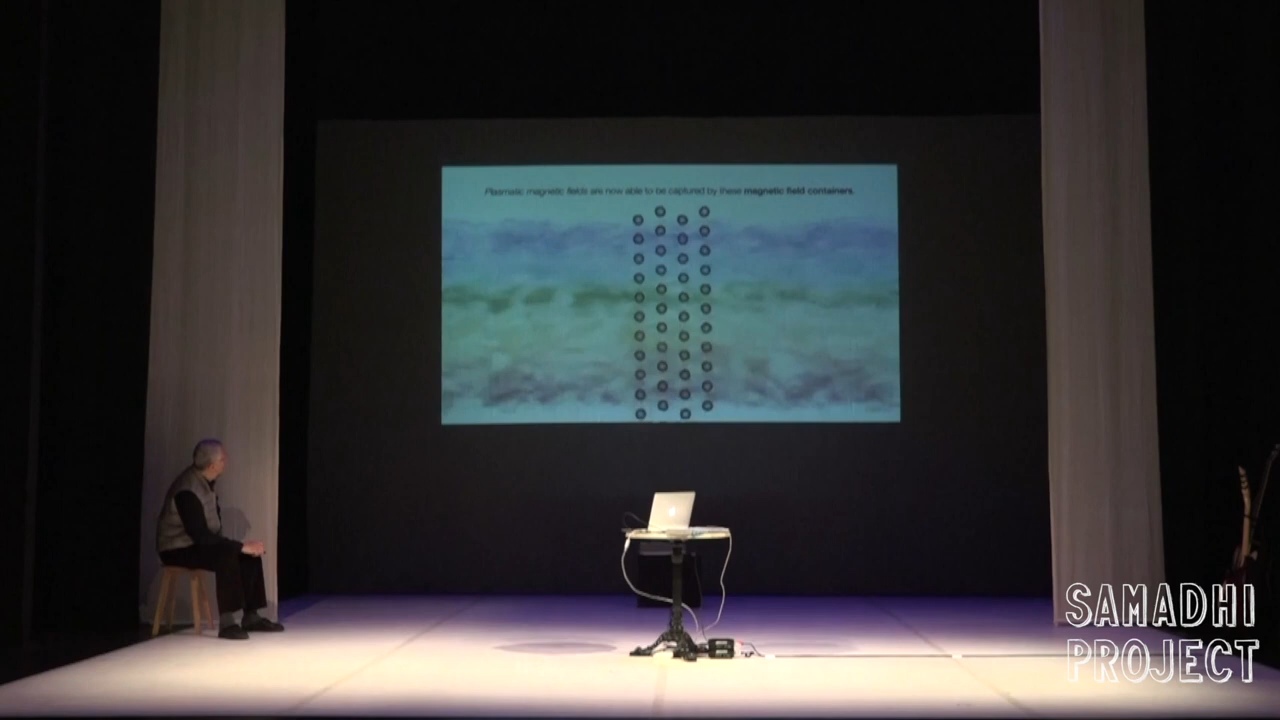 Plasmatic magnetic fields are now able to be captured by these magnetic field containers.
SAMADHI
PROJECT